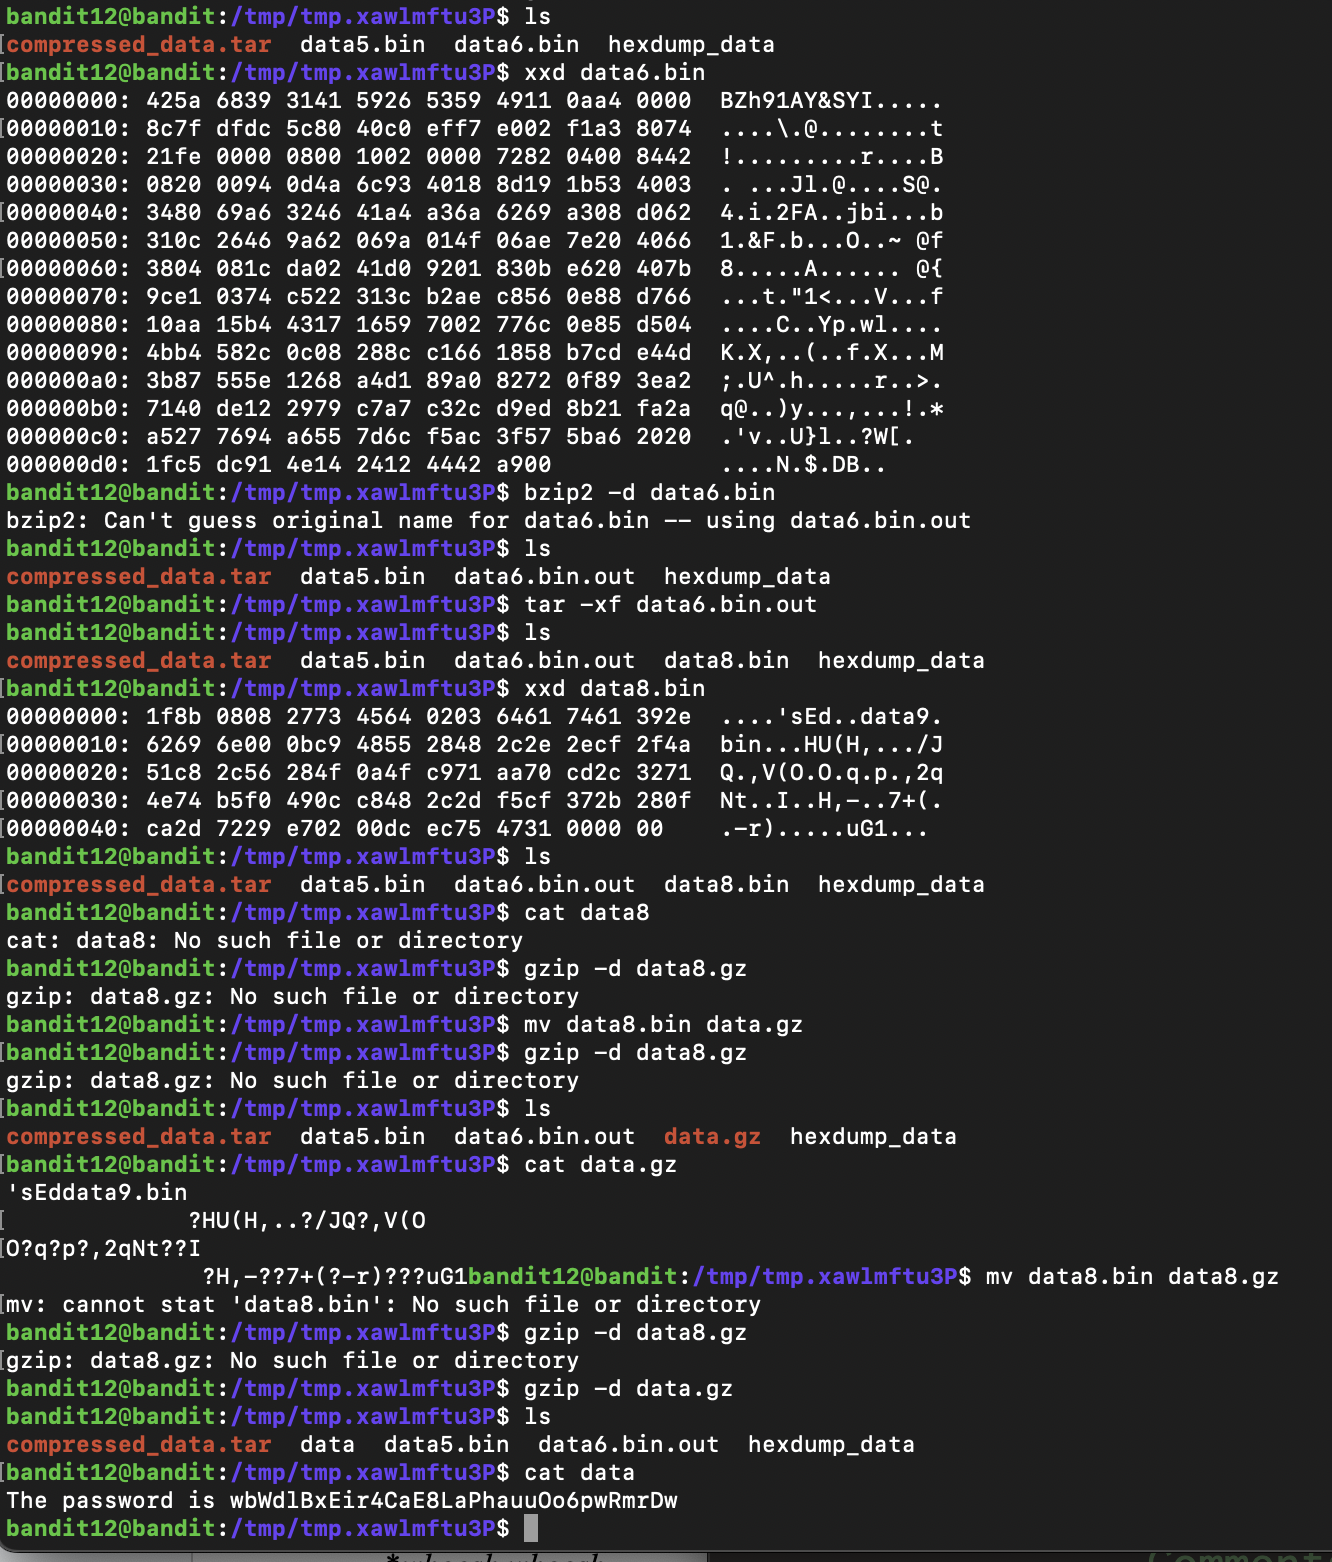 bandit12@bandit:/tmp/tmp.xawlmftu3P$ ls
compressed_data.tar  data5.bin  data6.bin  hexdump_data
bandit12@bandit:/tmp/tmp.xawlmftu3P$ xxd data6.bin
00000000: 425a 6839 3141 5926 5359 4911 0aa4 0000  BZh91AY&SYI.....
00000010: 8c7f dfdc 5c80 40c0 eff7 e002 f1a3 8074  ....\.@........t
00000020: 21fe 0000 0800 1002 0000 7282 0400 8442  !.........r....B
00000030: 0820 0094 0d4a 6c93 4018 8d19 1b53 4003  . ...Jl.@....S@.
00000040: 3480 69a6 3246 41a4 a36a 6269 a308 d062  4.i.2FA..jbi...b
00000050: 310c 2646 9a62 069a 014f 06ae 7e20 4066  1.&F.b...O..~ @f
00000060: 3804 081c da02 41d0 9201 830b e620 407b  8.....A...... @{
00000070: 9ce1 0374 c522 313c b2ae c856 0e88 d766  ...t."1<...V...f
00000080: 10aa 15b4 4317 1659 7002 776c 0e85 d504  ....C..Yp.wl....
00000090: 4bb4 582c 0c08 288c c166 1858 b7cd e44d  K.X,..(..f.X...M
000000a0: 3b87 555e 1268 a4d1 89a0 8272 0f89 3ea2  ;.U^.h.....r..>.
000000b0: 7140 de12 2979 c7a7 c32c d9ed 8b21 fa2a  q@..)y...,...!.*
000000c0: a527 7694 a655 7d6c f5ac 3f57 5ba6 2020  .'v..U}l..?W[.
000000d0: 1fc5 dc91 4e14 2412 4442 a900            ....N.$.DB..
bandit12@bandit:/tmp/tmp.xawlmftu3P$ bzip2 -d data6.bin
bzip2: Can't guess original name for data6.bin -- using data6.bin.out
bandit12@bandit:/tmp/tmp.xawlmftu3P$ ls
compressed_data.tar  data5.bin  data6.bin.out  hexdump_data
bandit12@bandit:/tmp/tmp.xawlmftu3P$ tar -xf data6.bin.out
bandit12@bandit:/tmp/tmp.xawlmftu3P$ ls
compressed_data.tar  data5.bin  data6.bin.out  data8.bin  hexdump_data
bandit12@bandit:/tmp/tmp.xawlmftu3P$ xxd data8.bin
00000000: 1f8b 0808 2773 4564 0203 6461 7461 392e  ....'sEd..data9.
00000010: 6269 6e00 0bc9 4855 2848 2c2e 2ecf 2f4a  bin...HU(H,.../J
00000020: 51c8 2c56 284f 0a4f c971 aa70 cd2c 3271  Q.,V(O.O.q.p.,2q
00000030: 4e74 b5f0 490c c848 2c2d f5cf 372b 280f  Nt..I..H,-..7+(.
00000040: ca2d 7229 e702 00dc ec75 4731 0000 00    .-r).....uG1...
bandit12@bandit:/tmp/tmp.xawlmftu3P$ ls
compressed_data.tar  data5.bin  data6.bin.out  data8.bin  hexdump_data
bandit12@bandit:/tmp/tmp.xawlmftu3P$ cat data8
cat: data8: No such file or directory
bandit12@bandit:/tmp/tmp.xawlmftu3P$ gzip -d data8.gz
gzip: data8.gz: No such file or directory
bandit12@bandit:/tmp/tmp.xawlmftu3P$ mv data8.bin data.gz
bandit12@bandit:/tmp/tmp.xawlmftu3P$ gzip -d data8.gz
gzip: data8.gz: No such file or directory
bandit12@bandit:/tmp/tmp.xawlmftu3P$ ls
compressed_data.tar  data5.bin  data6.bin.out  data.gz  hexdump_data
bandit12@bandit:/tmp/tmp.xawlmftu3P$ cat data.gz
'sEddata9.bin
?HU(H,..?/JQ?,V(O
O?q?p?,2qNt??I
?H,-??7+(?-r)???uG1bandit12@bandit:/tmp/tmp.xawlmftu3P$ mv data8.bin data8.gz
mv: cannot stat 'data8.bin': No such file or directory
bandit12@bandit:/tmp/tmp.xawlmftu3P$ gzip -d data8.gz
gzip: data8.gz: No such file or directory
bandit12@bandit:/tmp/tmp.xawlmftu3P$ gzip -d data.gz
bandit12@bandit:/tmp/tmp.xawlmftu3P$ ls
compressed_data.tar  data  data5.bin  data6.bin.out  hexdump_data
bandit12@bandit:/tmp/tmp.xawlmftu3P$ cat data
The password is wbWdlBxEir4CaE8LaPhauuOo6pwRmrDw
bandit12@bandit:/tmp/tmp.xawlmftu3P$